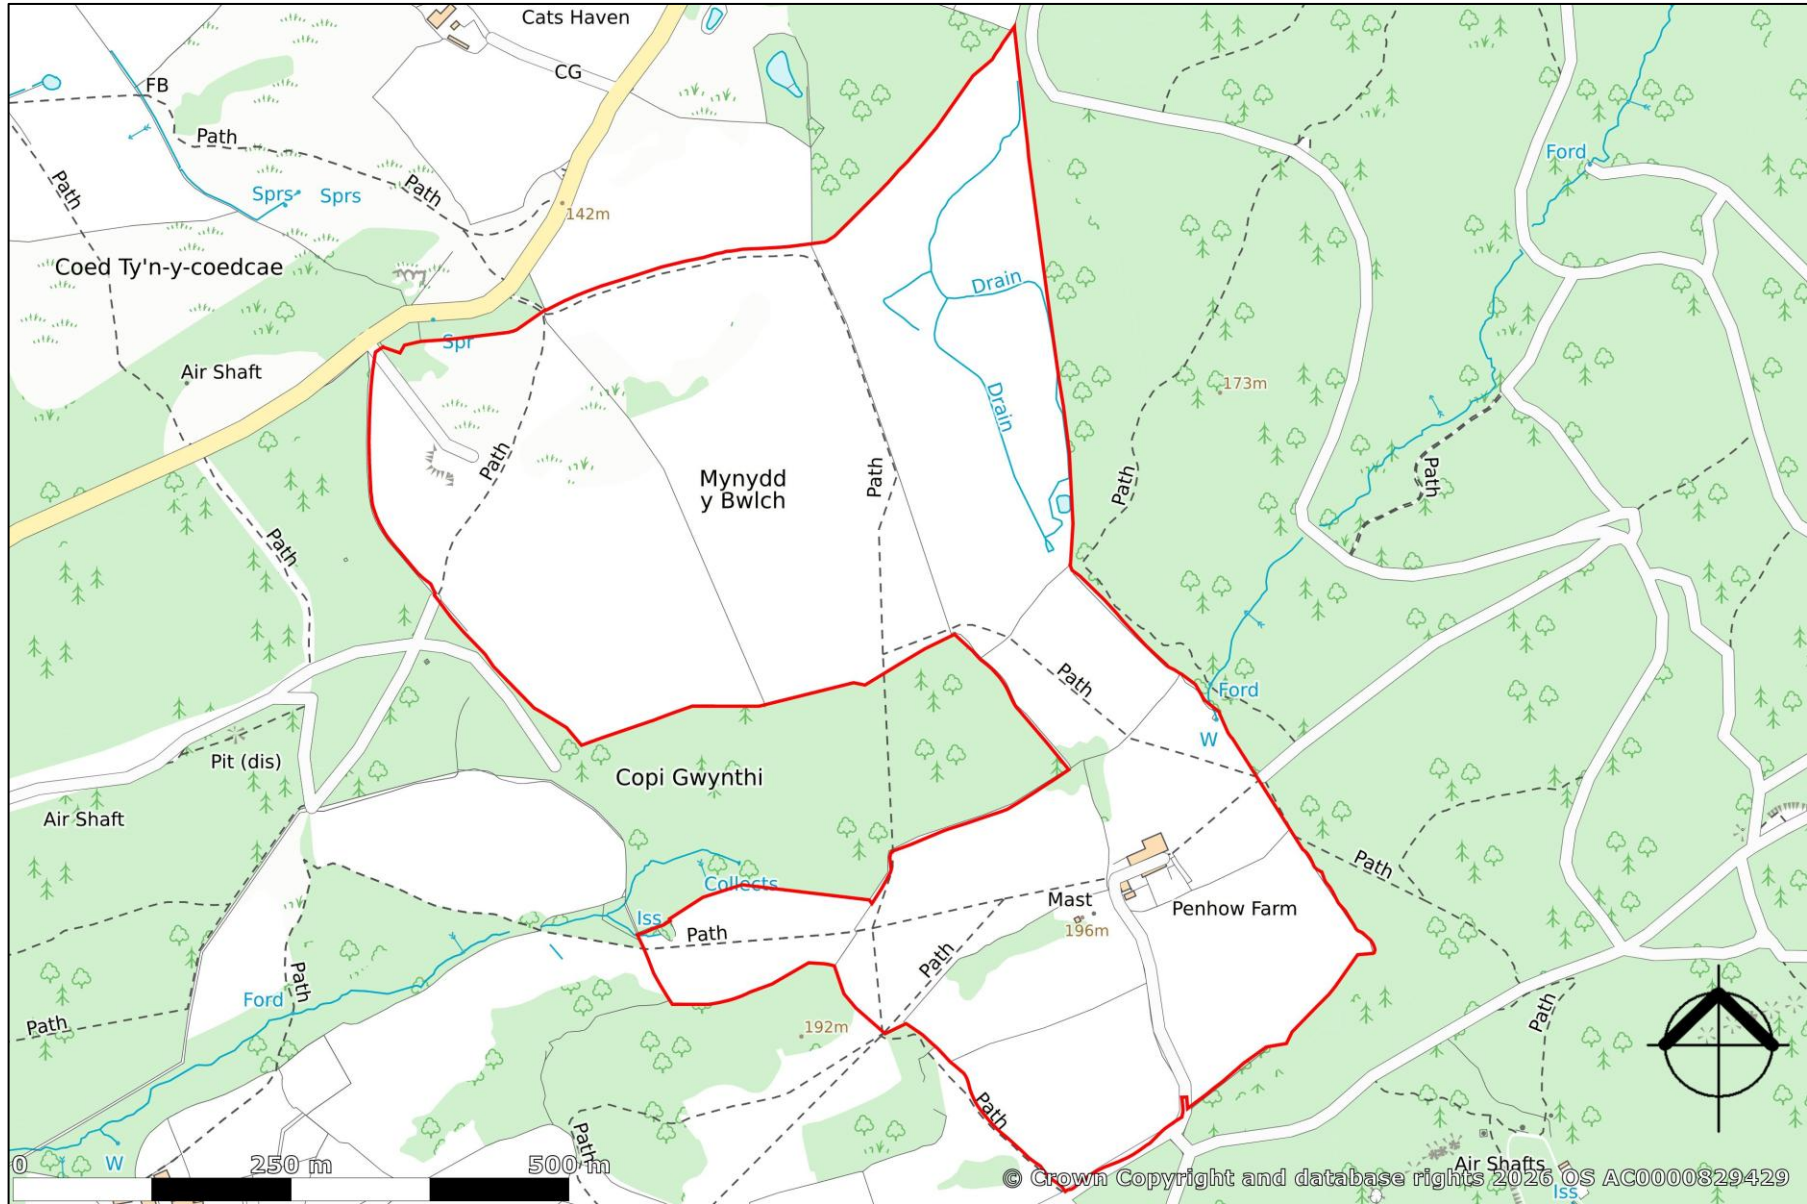 Cats Haven
CG
FB
Path
Path
Path
Sprs
Sprs
142m
Ford
Coed Ty'n-y-coedcae
Drain
Spr
Air Shaft
173m
Drain
Path
Path
Path
Path
Mynydd
y Bwlch
Path
Path
Ford
W
Pit (dis)
Copi Gwynthi
Air Shaft
Path
Collects
Iss
Mast
Penhow Farm
Path
196m
Path
Path
Ford
Path
192m
Path
Path
Path
Air Shafts
W
Iss
0
250 m
500 m
© Crown Copyright and database rights 2026 OS AC0000829429